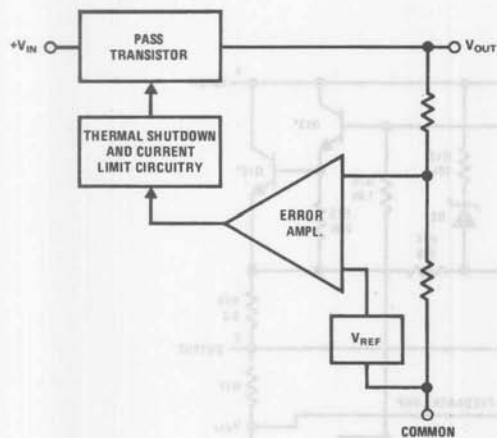 +VIN
PASS
TRANSISTOR
VOUT
THERMAL SHUTDOWN
AND CURRENT
LIMIT CIRCUITRY
ERROR
AMPL.
VREF
COMMON